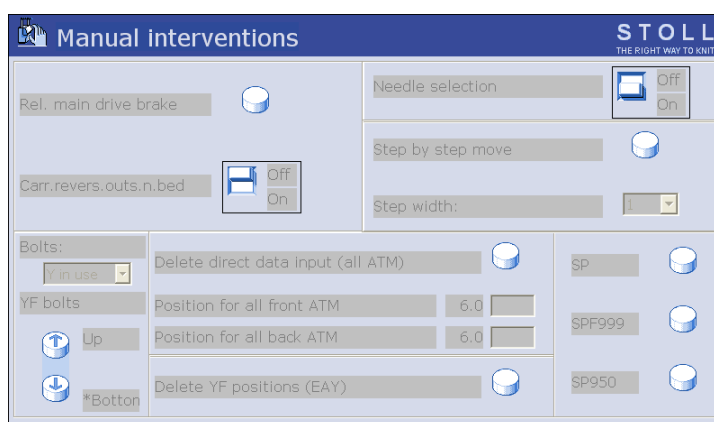 Manual interventions
STOLL
THE RIGHT WAY TO KNIT
Rel. main drive brake
Carr.revers.outs.n.bed
Off
On
Needle selection
Off
On
Step by step move
Step width:
1
Bolts:
Y in use
YF bolts
Up
*Botton
Delete direct data input (all ATM)
Position for all front ATM 6.0
Position for all back ATM 6.0
Delete YF positions (EAY)
SP
SPF999
SP950